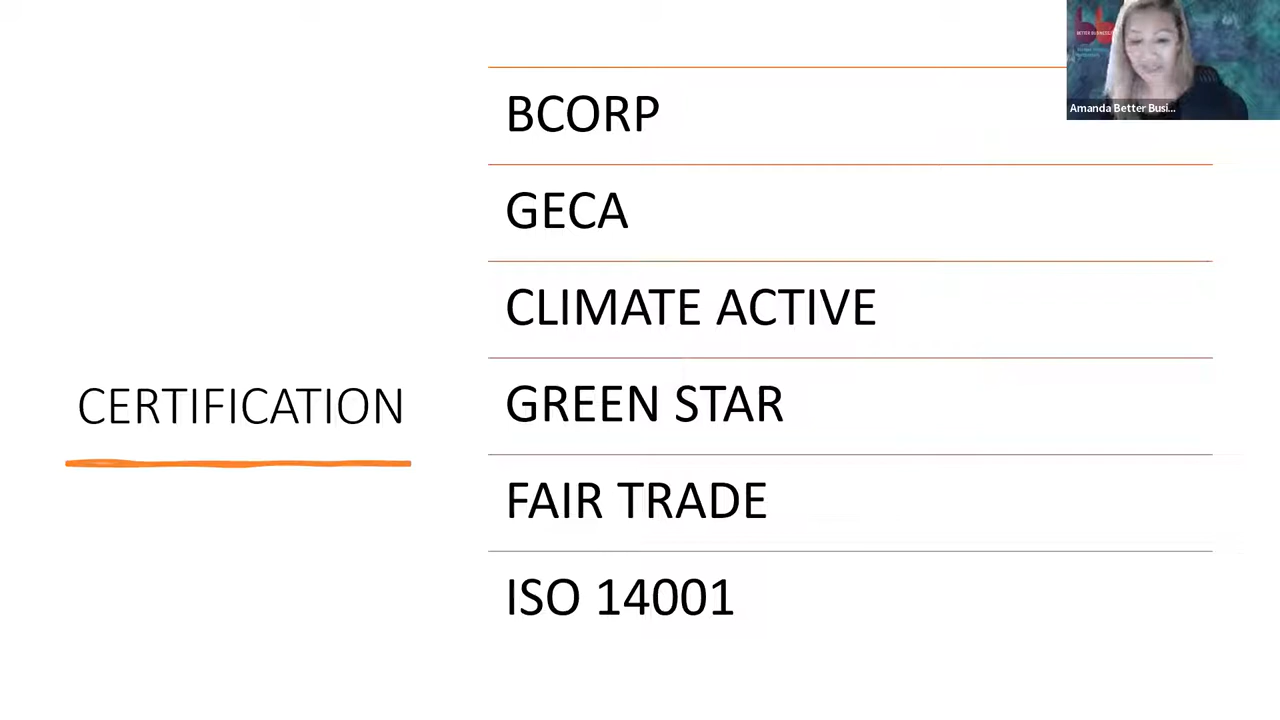 BCORP
GECA
CLIMATE ACTIVE
CERTIFICATION
GREEN STAR
FAIR TRADE
ISO 14001
Amanda Better Busi...